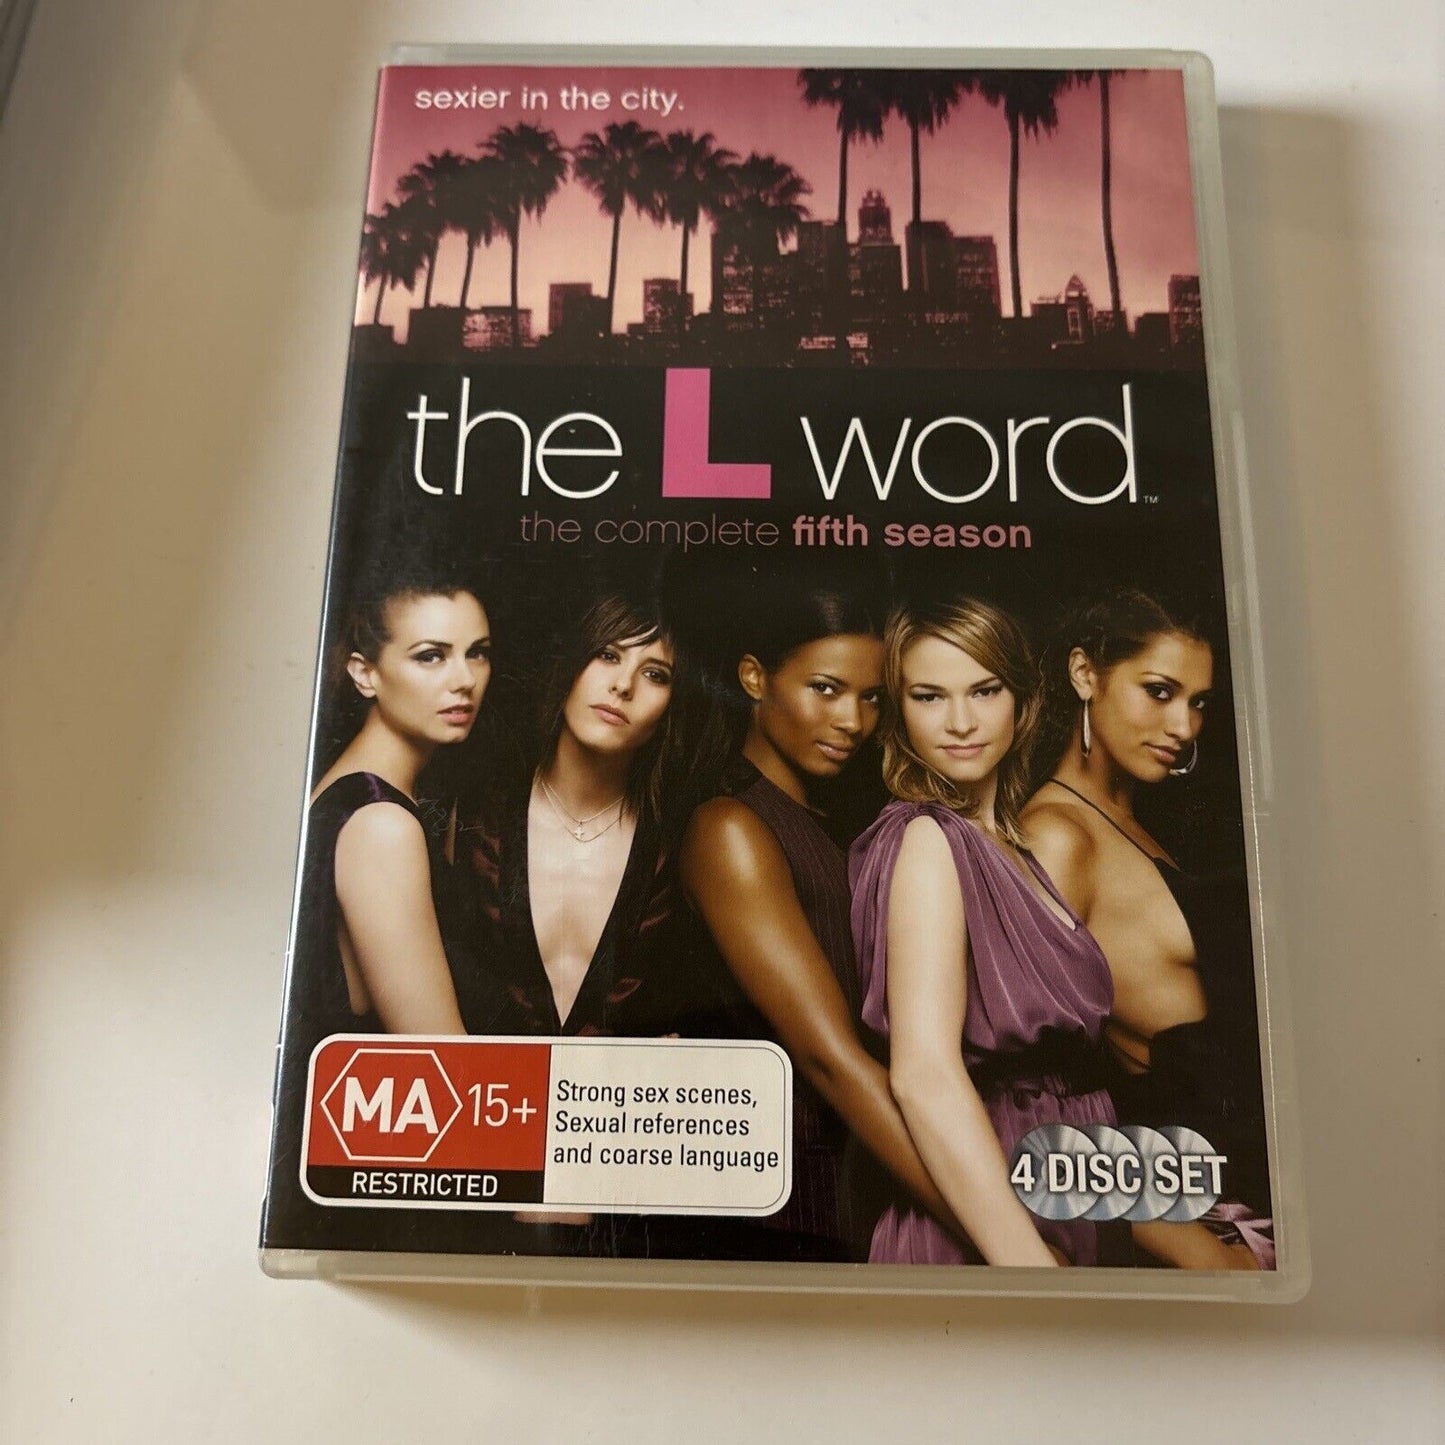 sexier in the city.
the L word™
the complete fifth season
MA 15+
RESTRICTED
Strong sex scenes,
Sexual references
and coarse language
4 DISC SET